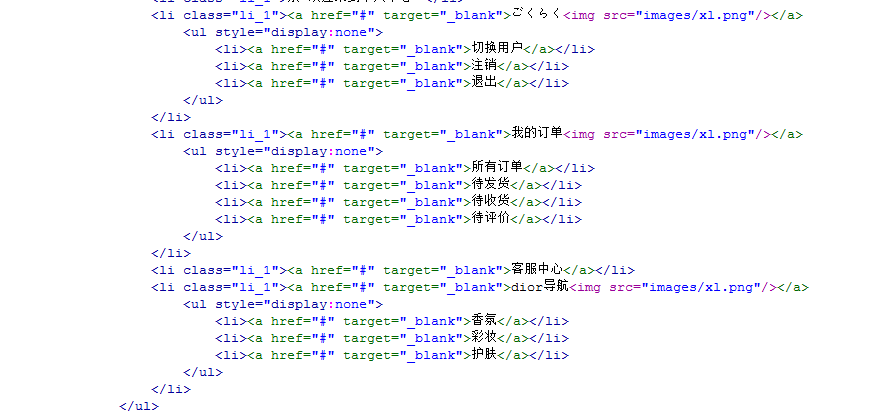 <li class="li_1"><a href="#" target="_blank">ごくらく<img src="images/xl.png"/></a>
<ul style="display:none">
<li><a href="#" target="_blank">切换用户</a></li>
<li><a href="#" target="_blank">注销</a></li>
<li><a href="#" target="_blank">退出</a></li>
</ul>
</li>
<li class="li_1"><a href="#" target="_blank">我的订单<img src="images/xl.png"/></a>
<ul style="display:none">
<li><a href="#" target="_blank">所有订单</a></li>
<li><a href="#" target="_blank">待发货</a></li>
<li><a href="#" target="_blank">待收货</a></li>
<li><a href="#" target="_blank">待评价</a></li>
</ul>
</li>
<li class="li_1"><a href="#" target="_blank">客服中心</a></li>
<li class="li_1"><a href="#" target="_blank">dior导航<img src="images/xl.png"/></a>
<ul style="display:none">
<li><a href="#" target="_blank">香氛</a></li>
<li><a href="#" target="_blank">彩妆</a></li>
<li><a href="#" target="_blank">护肤</a></li>
</ul>
</li>
</ul>